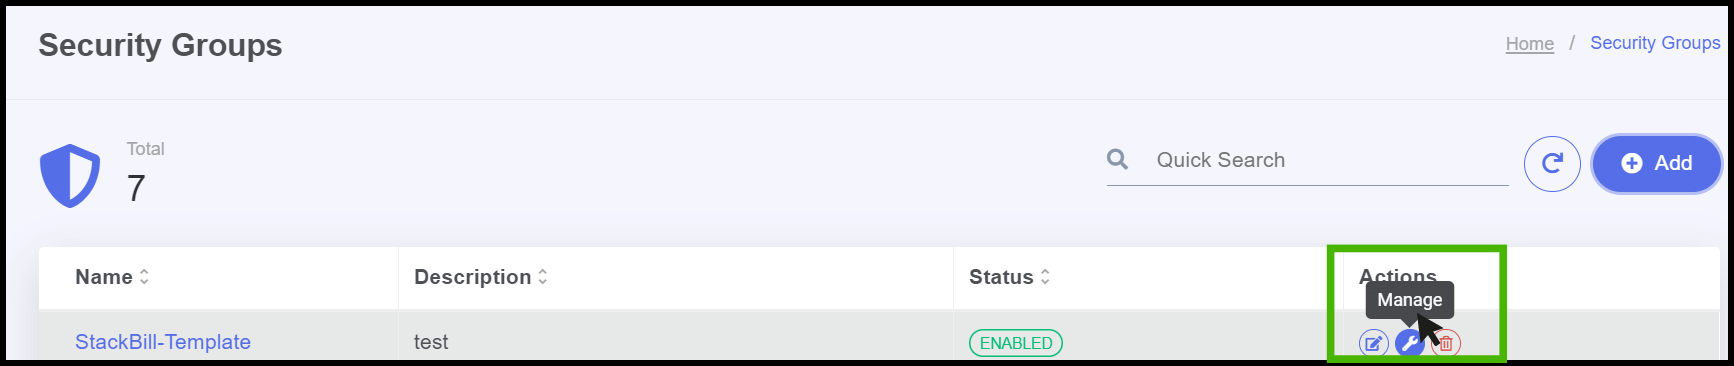 Security Groups
Home / Security Groups
Total
7
Quick Search
Add
Name Description Status Actions
Manage
StackBill-Template test ENABLED